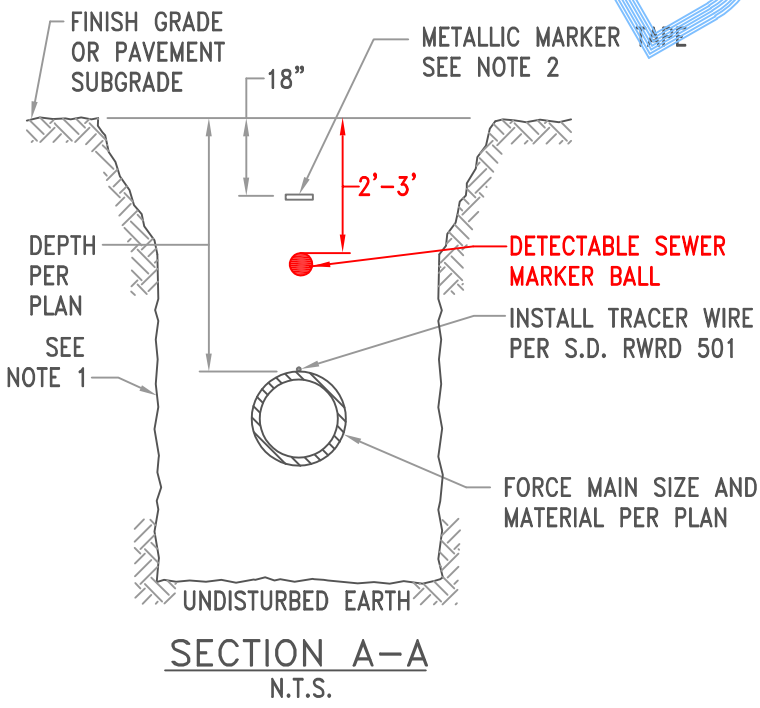 FINISH GRADE
OR PAVEMENT
SUBGRADE
18"
METALLIC MARKER TAPE
SEE NOTE 2
2'-3'
DEPTH
PER
PLAN
DETECTABLE SEWER
MARKER BALL
SEE
NOTE 1
INSTALL TRACER WIRE
PER S.D. RWRD 501
FORCE MAIN SIZE AND
MATERIAL PER PLAN
UNDISTURBED EARTH
SECTION A-A
N.T.S.